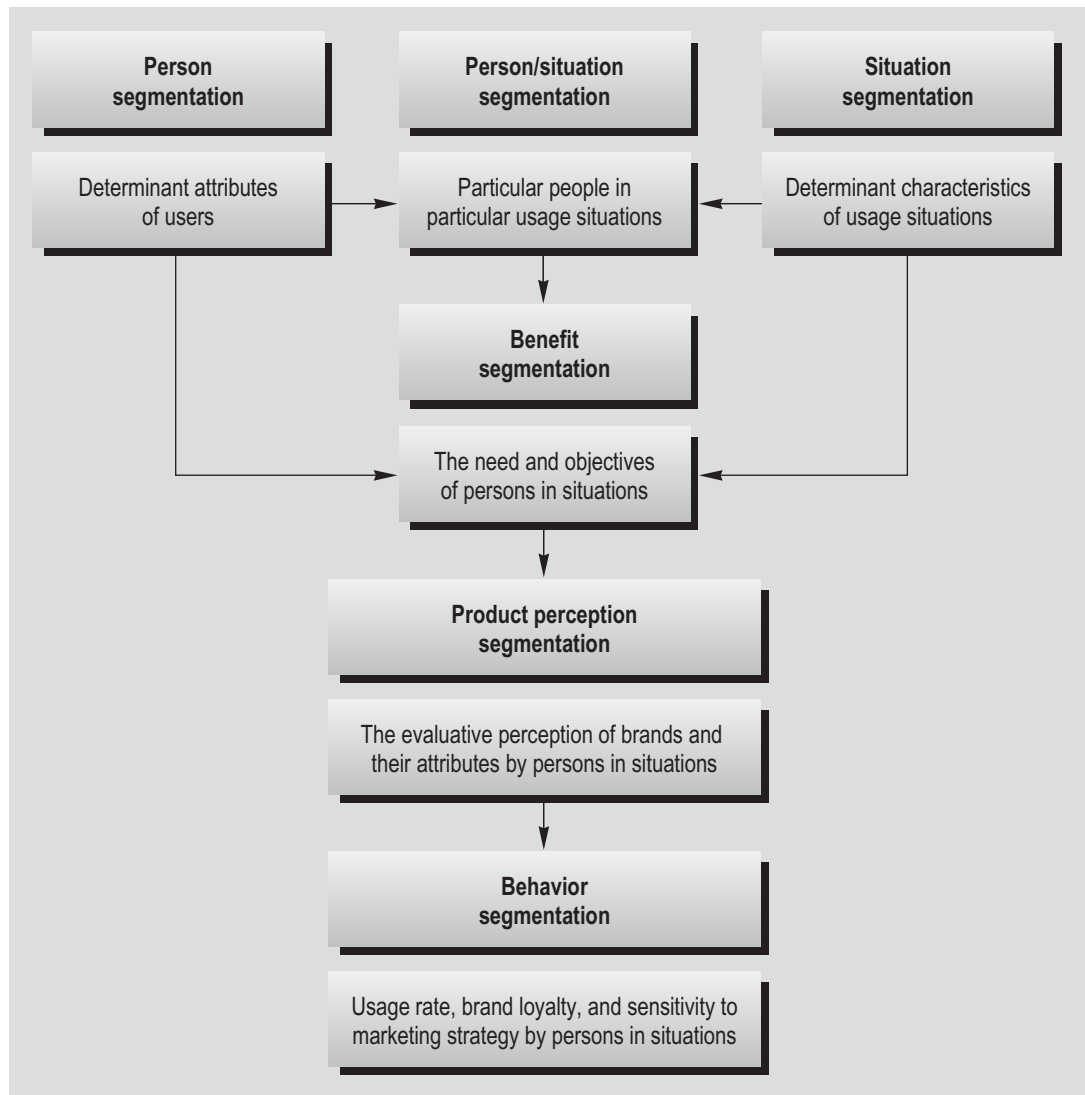 Person
segmentation
Person/situation
segmentation
Situation
segmentation
Determinant attributes
of users
Particular people in
particular usage situations
Determinant characteristics
of usage situations
Benefit
segmentation
The need and objectives
of persons in situations
Product perception
segmentation
The evaluative perception of brands and
their attributes by persons in situations
Behavior
segmentation
Usage rate, brand loyalty, and sensitivity to
marketing strategy by persons in situations